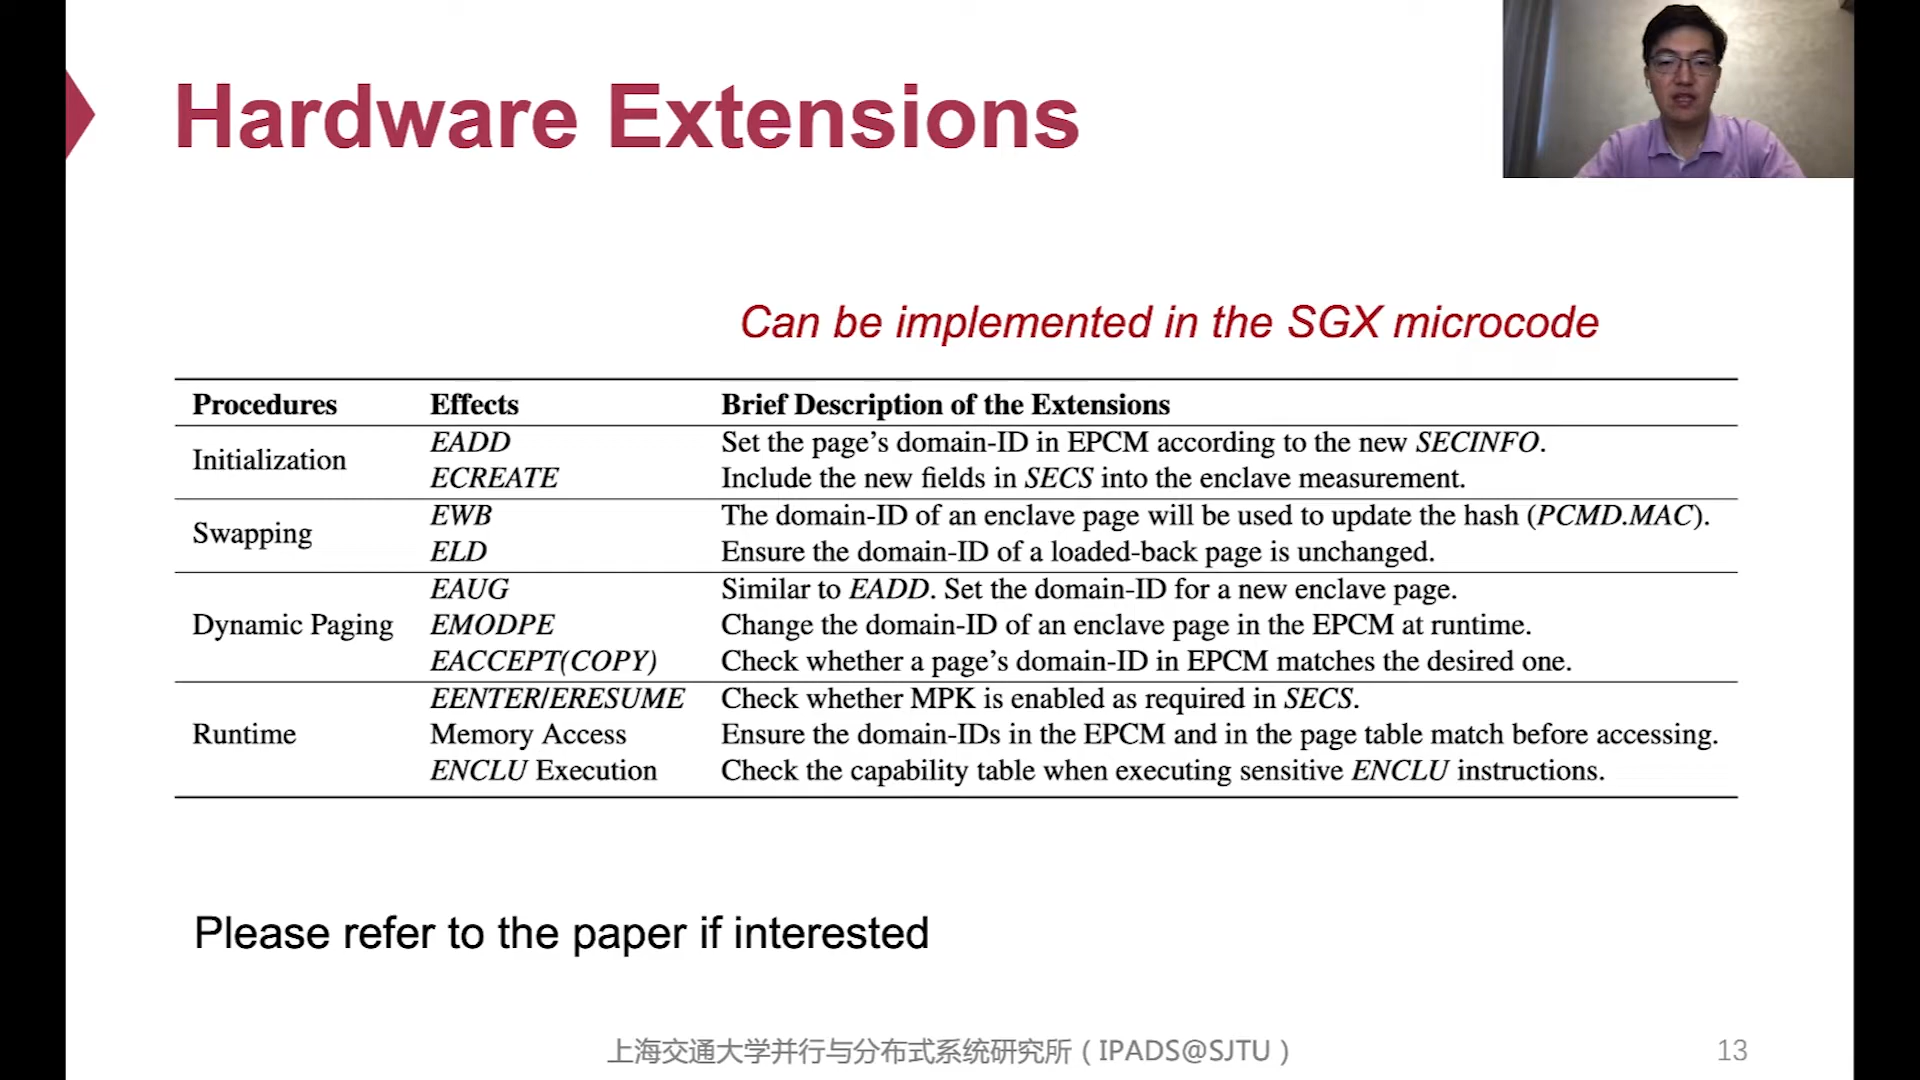 Hardware Extensions
Can be implemented in the SGX microcode
Procedures Effects Brief Description of the Extensions
Initialization
EADD Set the page’s domain-ID in EPCM according to the new SECINFO.
ECREATE Include the new fields in SECS into the enclave measurement.
Swapping
EWB The domain-ID of an enclave page will be used to update the hash (PCMD.MAC).
ELD Ensure the domain-ID of a loaded-back page is unchanged.
Dynamic Paging
EAUG Similar to EADD. Set the domain-ID for a new enclave page.
EMODPE Change the domain-ID of an enclave page in the EPCM at runtime.
EACCEPT(COPY) Check whether a page’s domain-ID in EPCM matches the desired one.
Runtime
EENTER/ERESUME Check whether MPK is enabled as required in SECS.
Memory Access Ensure the domain-IDs in the EPCM and in the page table match before accessing.
ENCLU Execution Check the capability table when executing sensitive ENCLU instructions.
Please refer to the paper if interested
上海交通大学并行与分布式系统研究所（IPADS@SJTU）
13